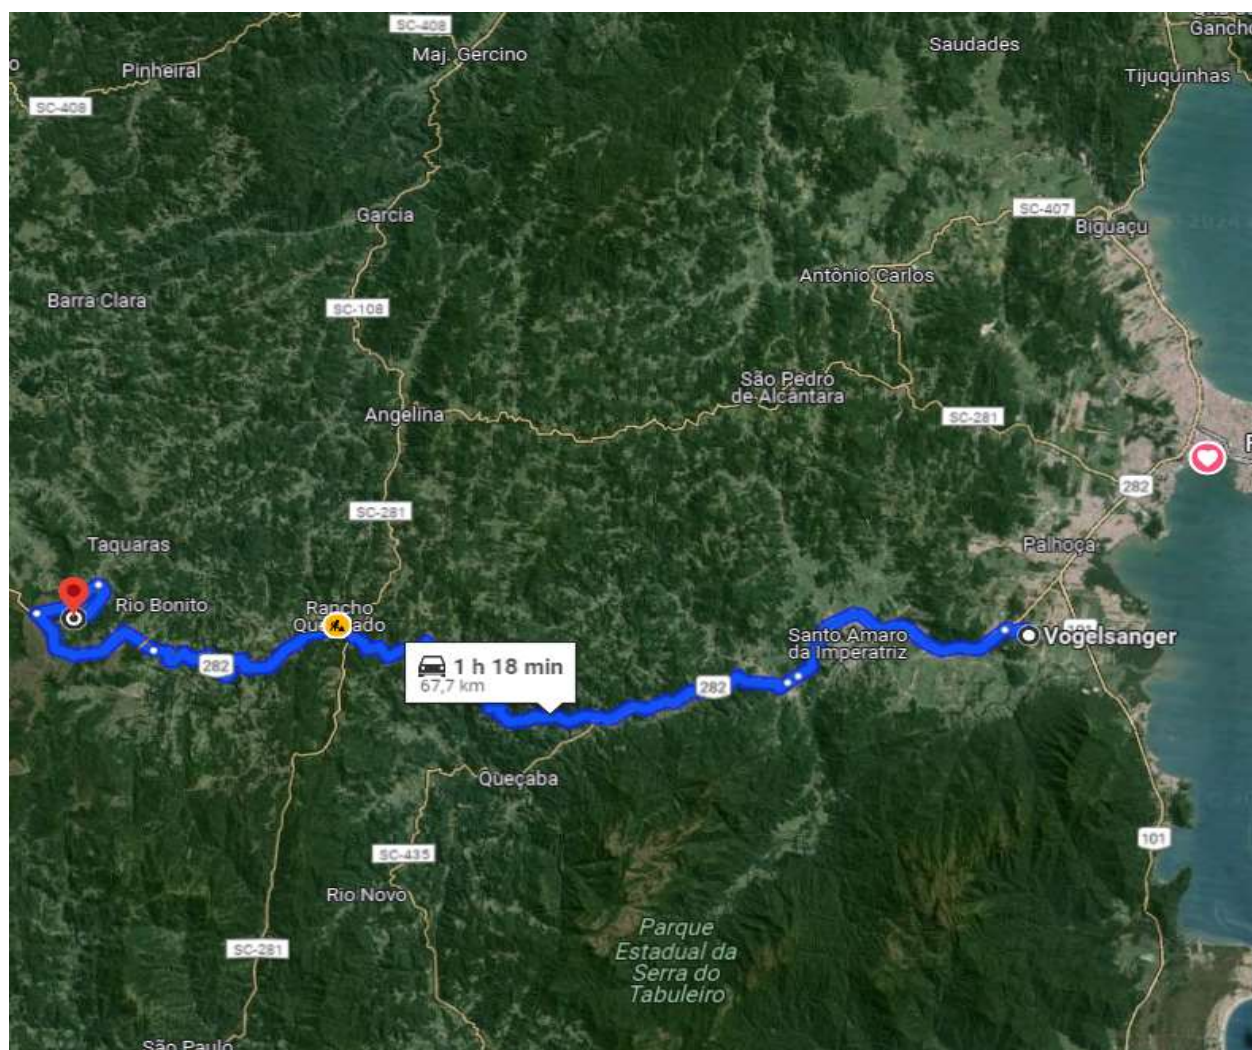 SC-408
Maj. Gercino
Saudades
Ganch
Pinheiral
Tijuquinhas
SC-408
Garcia
SC-407
Biguaçu
Antônio Carlos
Barra Clara
SC-108
São Pedro
de Alcântara
Angelina
SC-281
282
SC-281
Palhoça
Taquaras
Rio Bonito
Rancho
Queimado
Santo Amaro
da Imperatriz
Vogelsanger
1 h 18 min
67,7 km
282
282
Queçaba
101
SC-435
Rio Novo
Parque
Estadual da
Serra do
Tabuleiro
SC-281
São Paulo